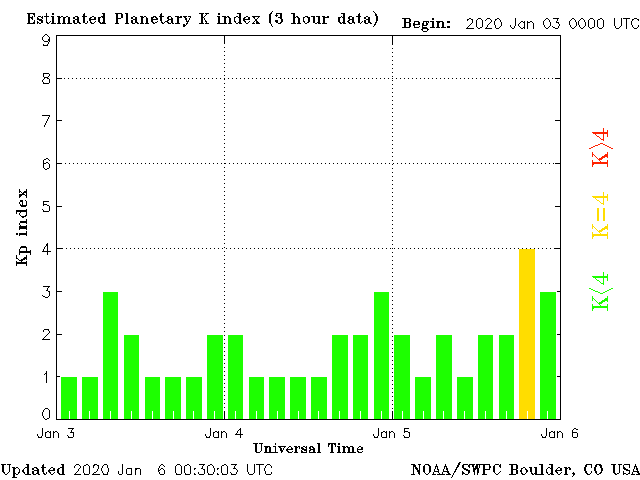 Estimated Planetary K index (3 hour data) Begin: 2020 Jan 03 0000 UTC
9
8
7
6
5
4
3
2
1
0
Kp index
Jan 3 Jan 4 Jan 5 Jan 6
Universal Time
K<4 K=4 K>4
Updated 2020 Jan 6 00:30:03 UTC NOAA/SWPC Boulder, CO USA